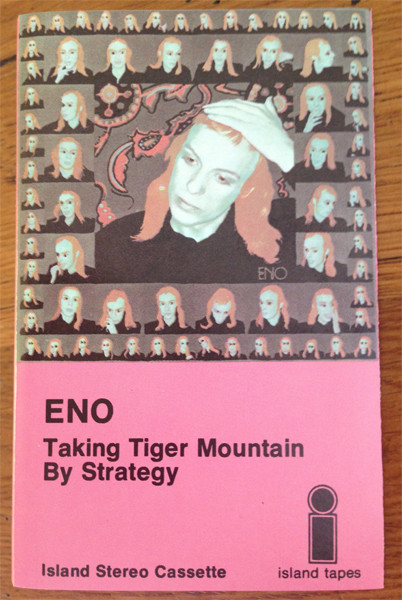 ENO
ENO
Taking Tiger Mountain
By Strategy
Island Stereo Cassette
i
island tapes